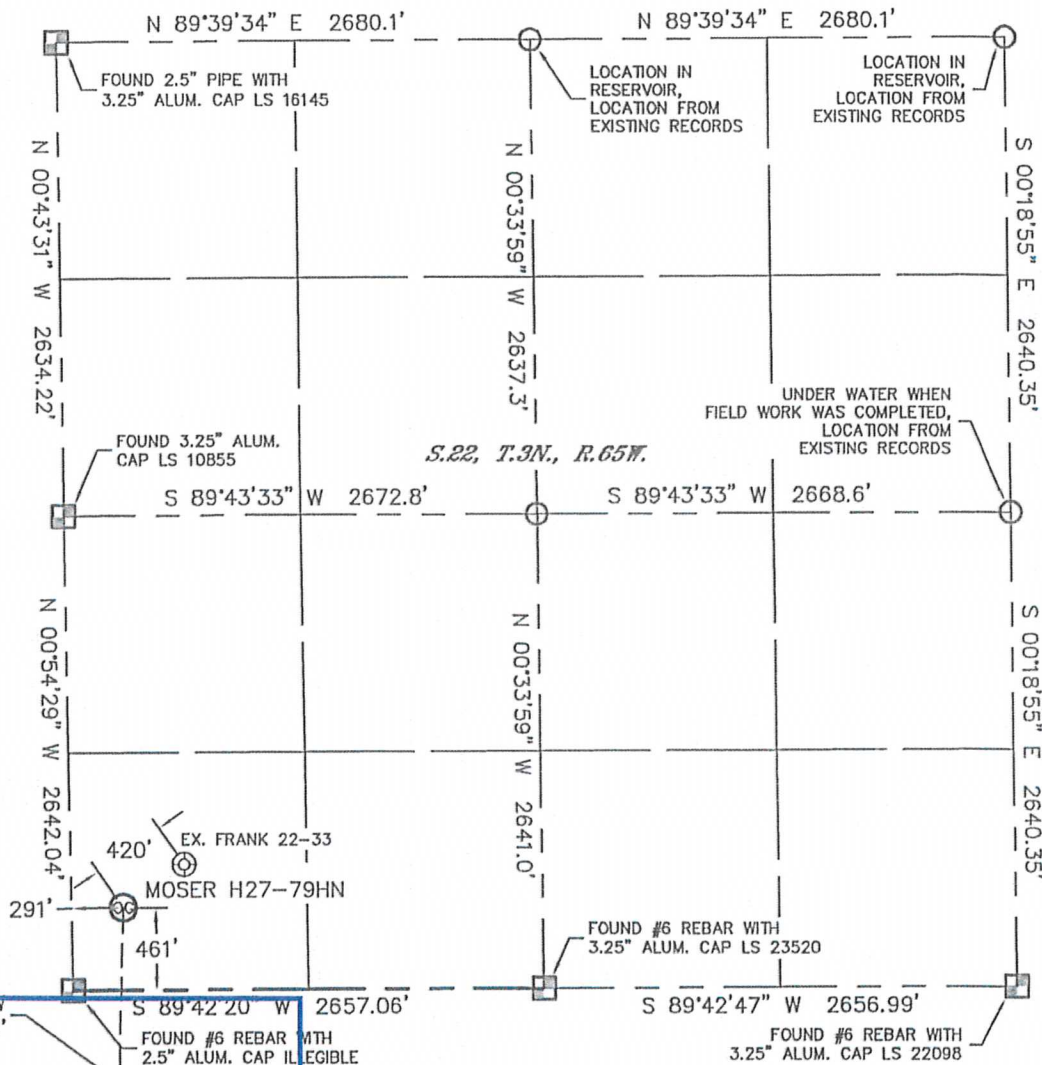 N 89°39'34" E 2680.1'
N 89°39'34" E 2680.1'
FOUND 2.5" PIPE WITH
3.25" ALUM. CAP LS 16145
LOCATION IN
RESERVOIR,
LOCATION FROM
EXISTING RECORDS
LOCATION IN
RESERVOIR,
LOCATION FROM
EXISTING RECORDS
N 00°43'31" W 2634.22'
N 00°33'59" W 2637.3'
S 00°18'55" E 2640.35'
UNDER WATER WHEN
FIELD WORK WAS COMPLETED,
LOCATION FROM
EXISTING RECORDS
FOUND 3.25" ALUM.
CAP LS 10855
S.22, T.3N., R.65W.
S 89°43'33" W 2672.8'
S 89°43'33" W 2668.6'
N 00°54'29" W 2642.04'
N 00°33'59" W 2641.0'
S 00°18'55" E 2640.35'
420'
EX. FRANK 22-33
MOSER H27-79HN
291'
461'
FOUND #6 REBAR WITH
3.25" ALUM. CAP LS 23520
S 89°42'20" W 2657.06'
S 89°42'47" W 2656.99'
FOUND #6 REBAR WITH
2.5" ALUM. CAP ILLEGIBLE
FOUND #6 REBAR WITH
3.25" ALUM. CAP LS 22098